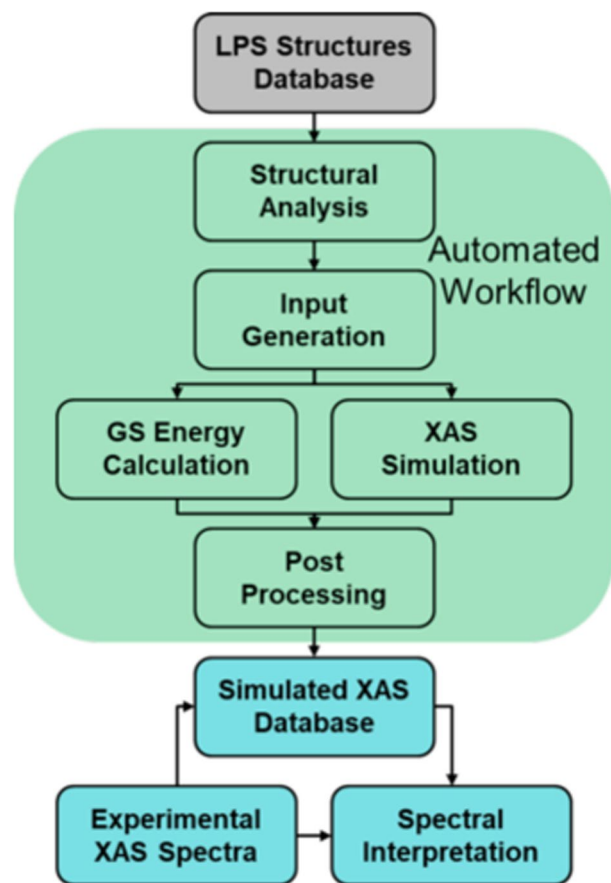 LPS Structures
Database
Structural
Analysis
Automated
Workflow
Input
Generation
GS Energy
Calculation
XAS
Simulation
Post
Processing
Simulated XAS
Database
Experimental
XAS Spectra
Spectral
Interpretation